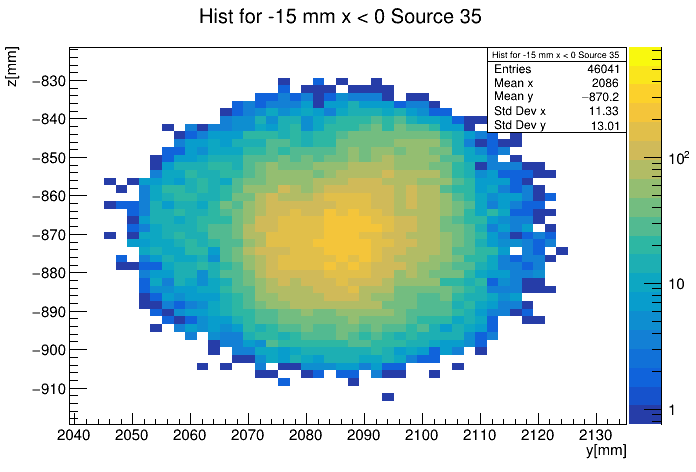 Hist for -15 mm x < 0 Source 35
z[mm]
Hist for -15 mm x < 0 Source 35
Entries 46041
Mean x 2086
Mean y −870.2
Std Dev x 11.33
Std Dev y 13.01
−830
−840
−850
−860
−870
−880
−890
−900
−910
10²
10
1
2040 2050 2060 2070 2080 2090 2100 2110 2120 2130
y[mm]